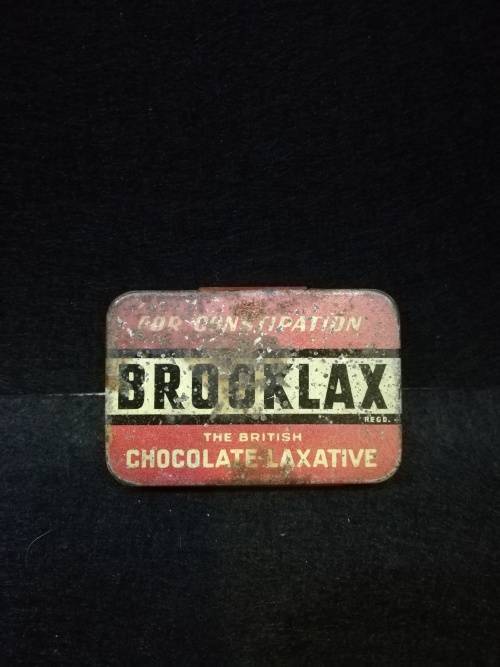 FOR CONSTIPATION
BROOKLAX
REGD.
THE BRITISH
CHOCOLATE LAXATIVE